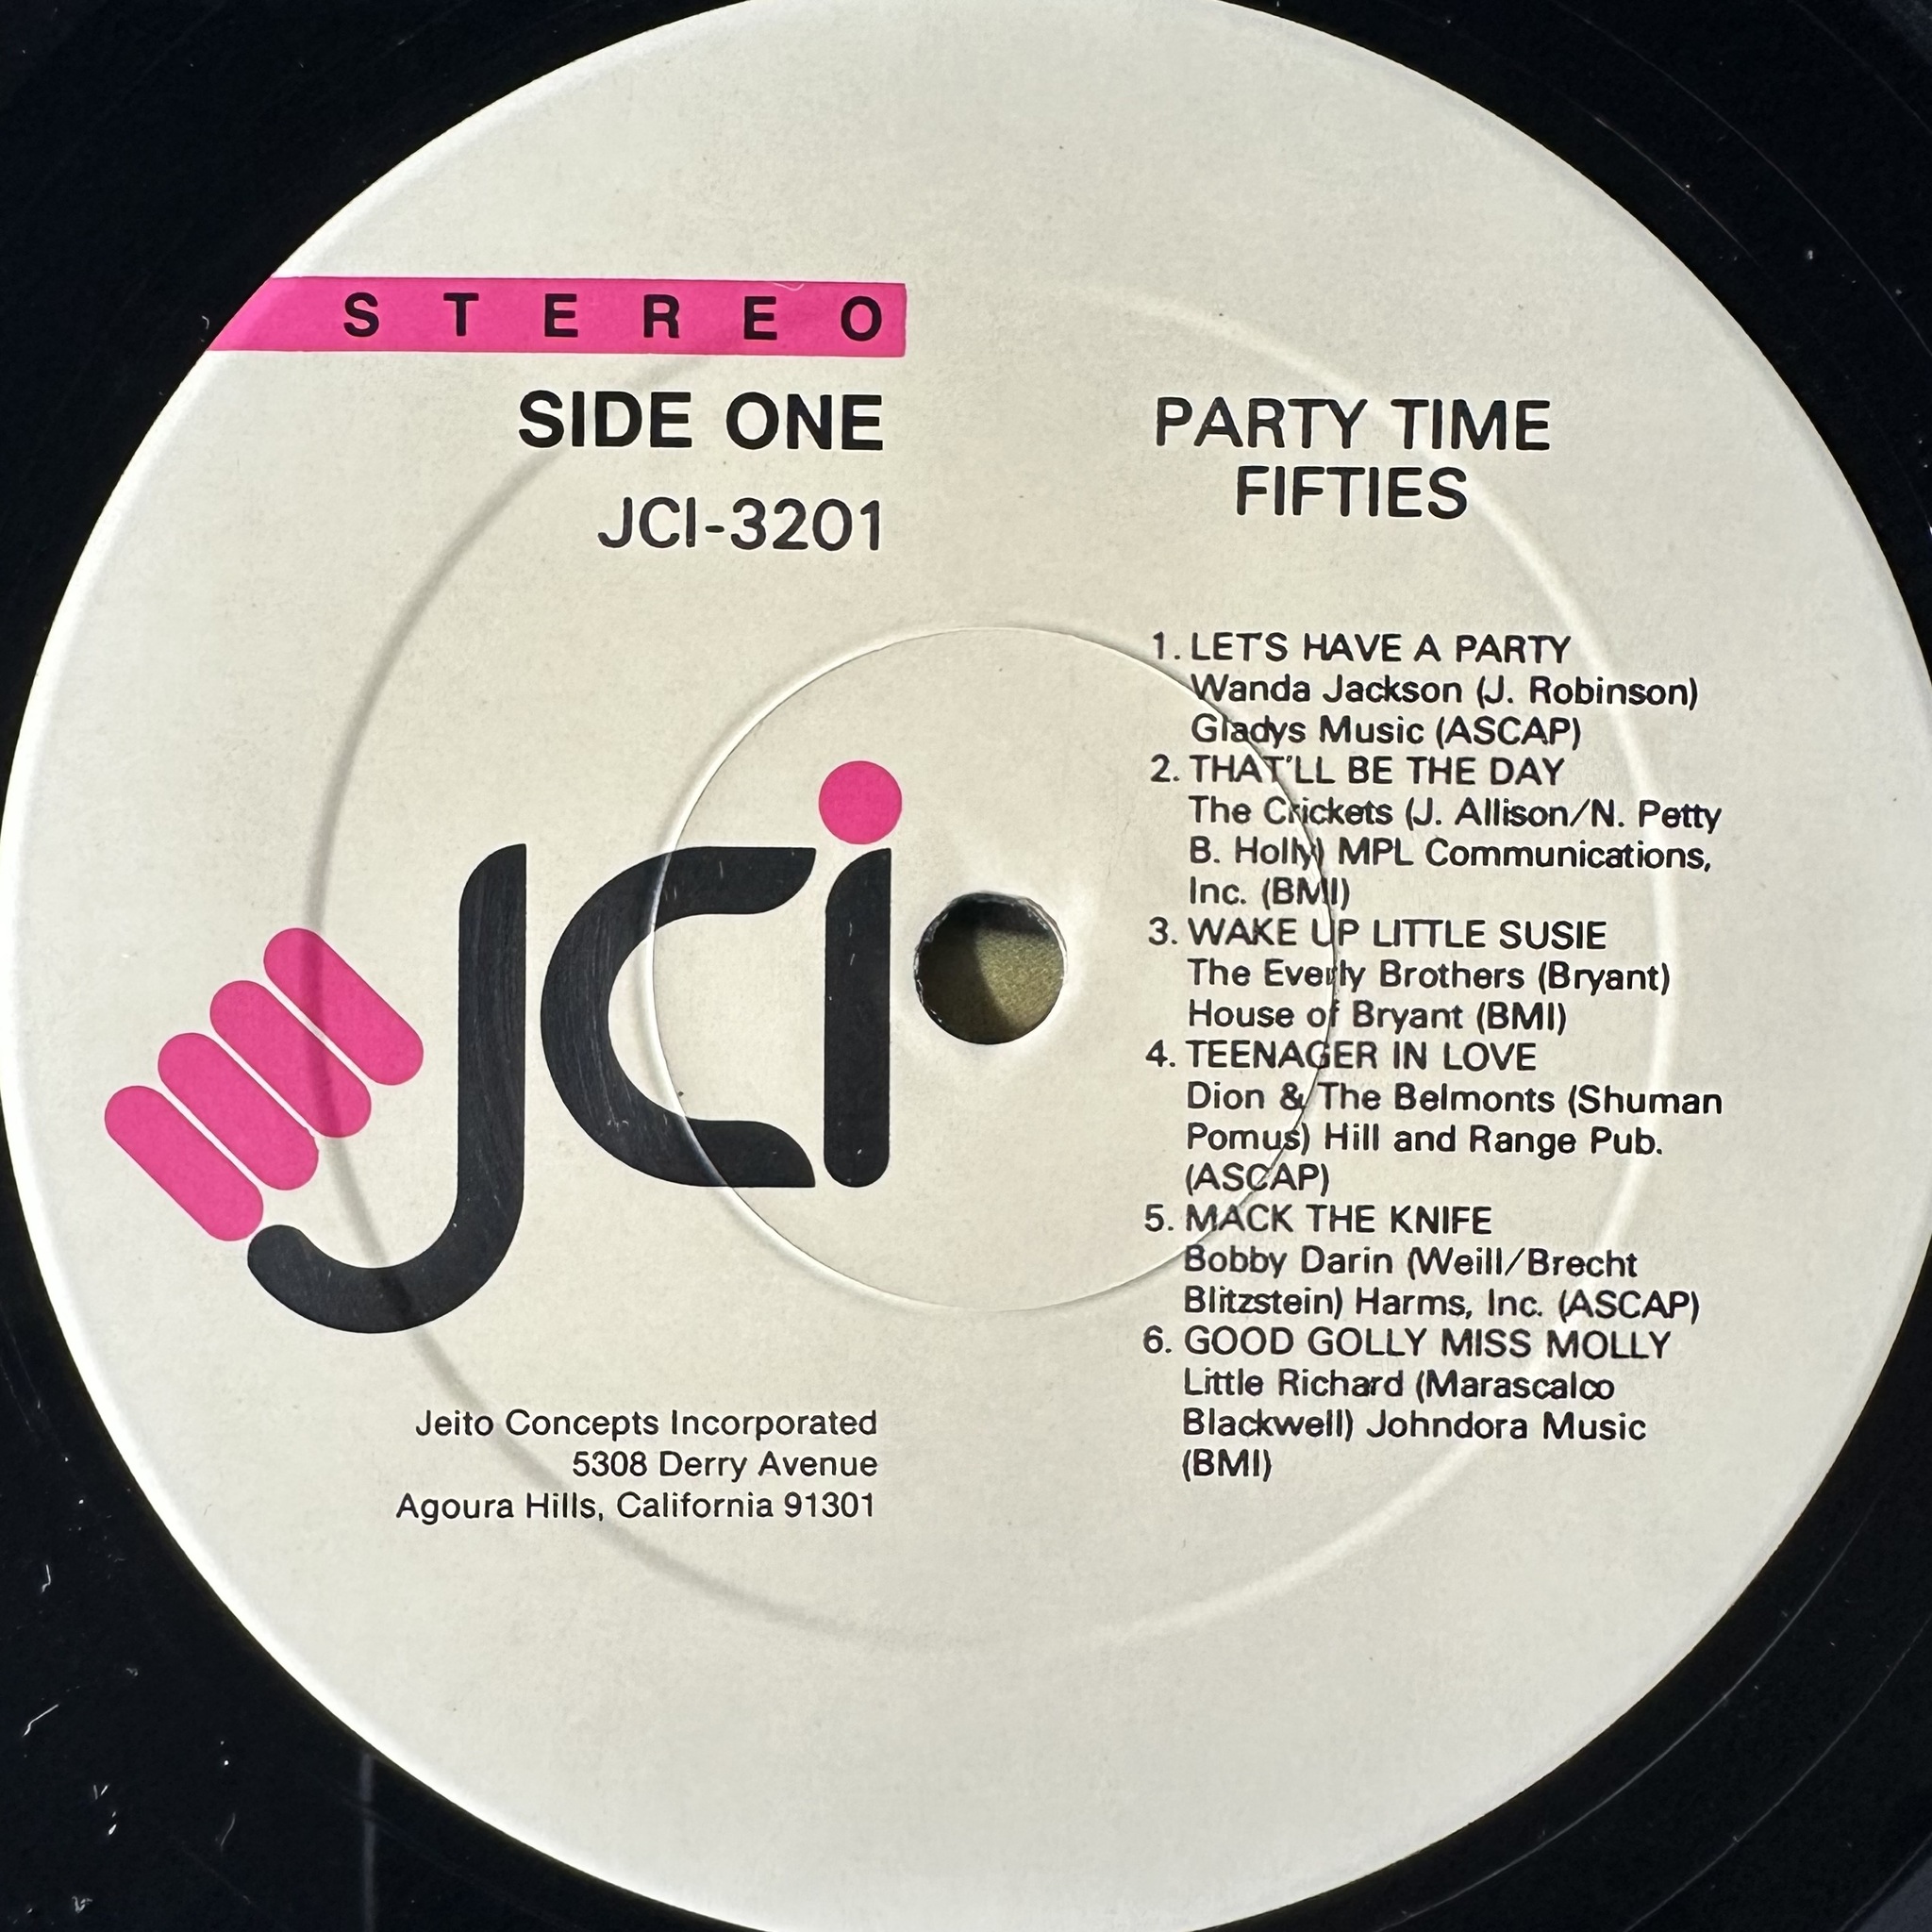 STEREO
SIDE ONE
JCI-3201
PARTY TIME
FIFTIES
1. LET'S HAVE A PARTY
Wanda Jackson (J. Robinson)
Gladys Music (ASCAP)
2. THAT'LL BE THE DAY
The Crickets (J. Allison/N. Petty
B. Holly) MPL Communications,
Inc. (BMI)
3. WAKE UP LITTLE SUSIE
The Everly Brothers (Bryant)
House of Bryant (BMI)
4. TEENAGER IN LOVE
Dion & The Belmonts (Shuman
Pomus) Hill and Range Pub.
(ASCAP)
5. MACK THE KNIFE
Bobby Darin (Weill/Brecht
Blitzstein) Harms, Inc. (ASCAP)
6. GOOD GOLLY MISS MOLLY
Little Richard (Marascalco
Blackwell) Johndora Music
(BMI)
JCi
Jeito Concepts Incorporated
5308 Derry Avenue
Agoura Hills, California 91301